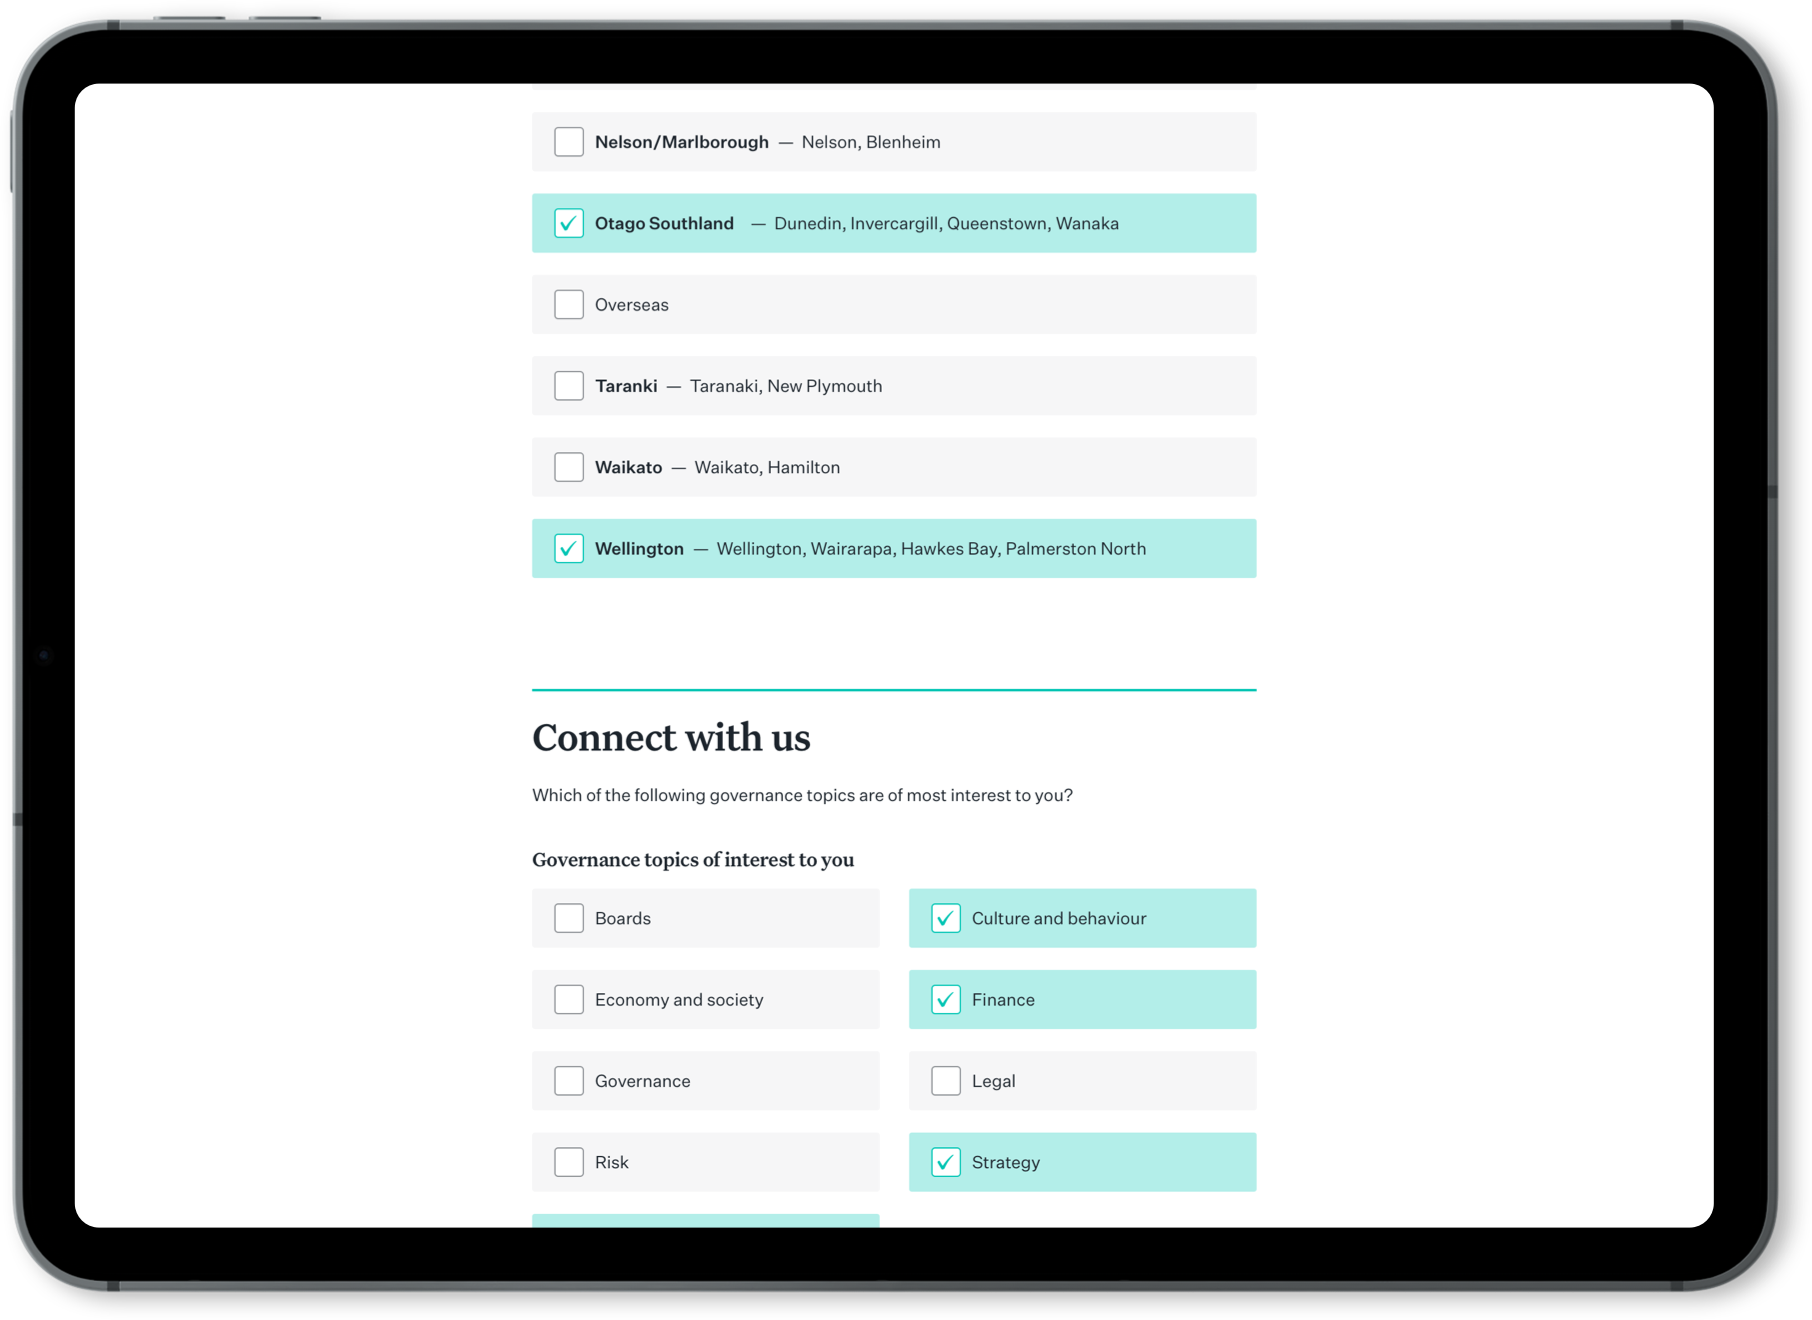 Nelson/Marlborough — Nelson, Blenheim
Otago Southland — Dunedin, Invercargill, Queenstown, Wanaka
Overseas
Taranki — Taranaki, New Plymouth
Waikato — Waikato, Hamilton
Wellington — Wellington, Wairarapa, Hawkes Bay, Palmerston North
Connect with us
Which of the following governance topics are of most interest to you?
Governance topics of interest to you
Boards
Culture and behaviour
Economy and society
Finance
Governance
Legal
Risk
Strategy